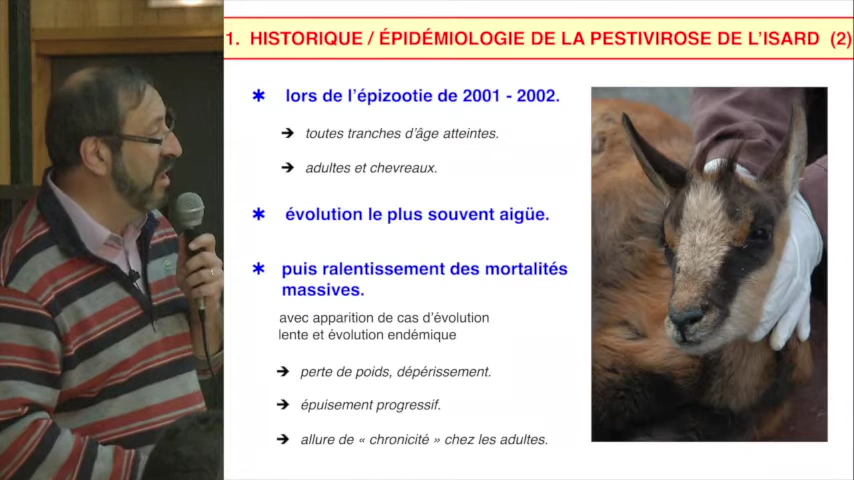 1. HISTORIQUE / ÉPIDÉMIOLOGIE DE LA PESTIVIROSE DE L'ISARD (2)
* lors de l'épizootie de 2001 - 2002.
➔ toutes tranches d'âge atteintes.
➔ adultes et chevreaux.
* évolution le plus souvent aigüe.
* puis ralentissement des mortalités
massives.
avec apparition de cas d'évolution
lente et évolution endémique
➔ perte de poids, dépérissement.
➔ épuisement progressif.
➔ allure de « chronicité » chez les adultes.